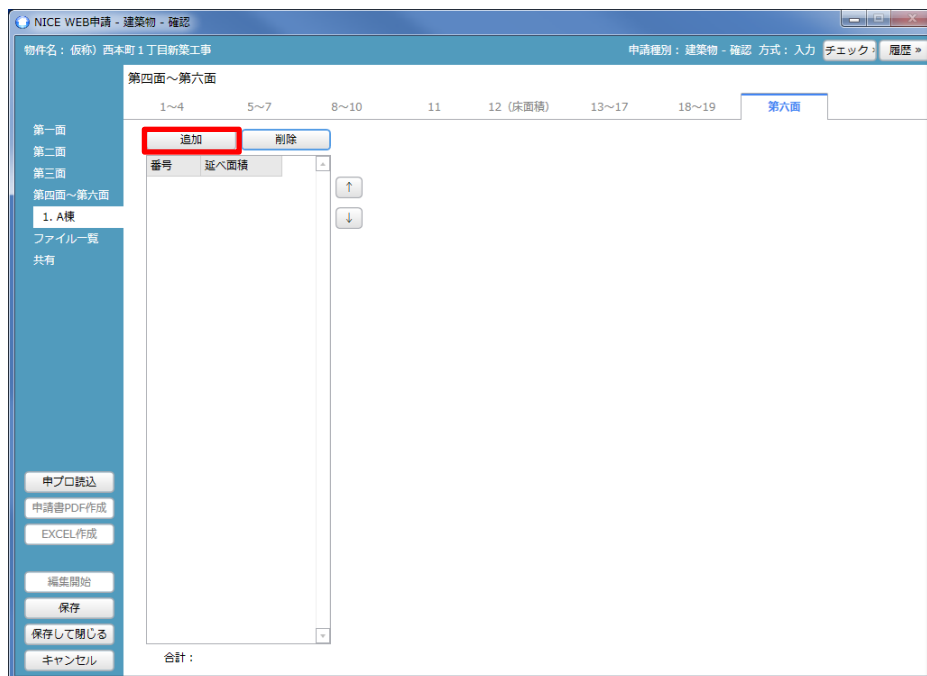 NICE WEB申請 - 建築物 - 確認
物件名： 仮称）西本町１丁目新築工事
申請種別： 建築物 - 確認 方式： 入力
チェック »
履歴 »
第四面～第六面
1～4 5～7 8～10 11 12（床面積） 13～17 18～19 第六面
第一面
第二面
第三面
第四面～第六面
1. A棟
ファイル一覧
共有
追加 削除
番号 延べ面積
↑
↓
申プロ読込
申請書PDF作成
EXCEL作成
編集開始
保存
保存して閉じる
キャンセル
合計：